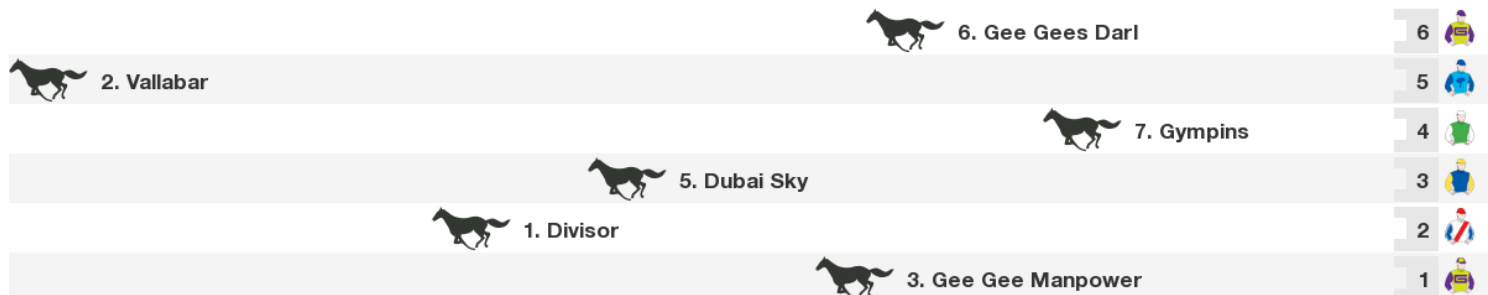 6. Gee Gees Darl 6
2. Vallabar 5
7. Gympins 4
5. Dubai Sky 3
1. Divisor 2
3. Gee Gee Manpower 1